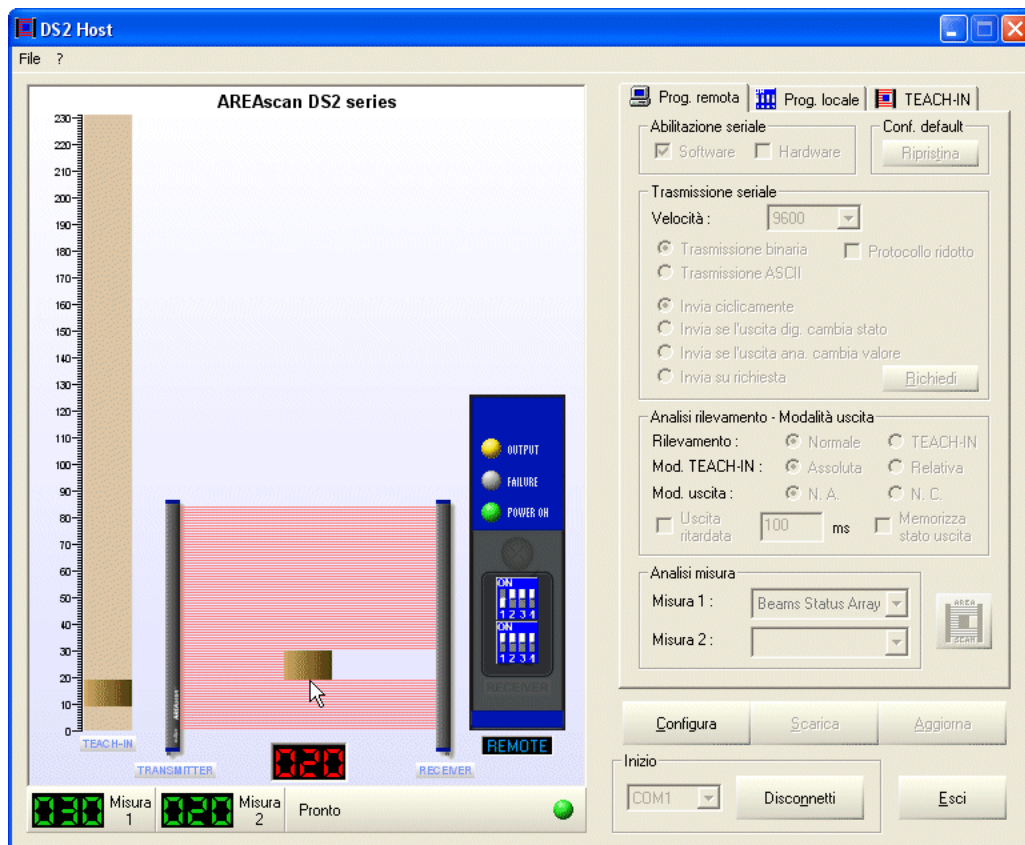 DS2 Host
File ?
AREAscan DS2 series
230
220
210
200
190
180
170
160
150
140
130
120
110
100
90
80
70
60
50
40
30
20
10
0
TEACH-IN
TRANSMITTER
020
RECEIVER
OUTPUT
FAILURE
POWER ON
ON
1 2 3 4
ON
1 2 3 4
RECEIVER
REMOTE
030 Misura 1
020 Misura 2
Pronto
Prog. remota
Prog. locale
TEACH-IN
Abilitazione seriale
Software Hardware
Conf. default
Ripristina
Trasmissione seriale
Velocità : 9600
Trasmissione binaria Protocollo ridotto
Trasmissione ASCII
Invia ciclicamente
Invia se l'uscita dig. cambia stato
Invia se l'uscita ana. cambia valore
Invia su richiesta Richiedi
Analisi rilevamento - Modalità uscita
Rilevamento : Normale TEACH-IN
Mod. TEACH-IN : Assoluta Relativa
Mod. uscita : N. A. N. C.
Uscita ritardata 100 ms Memorizza stato uscita
Analisi misura
Misura 1 : Beams Status Array
Misura 2 :
AREA
SCAN
Configura Scarica Aggiorna
Inizio
COM1 Disconnetti Esci